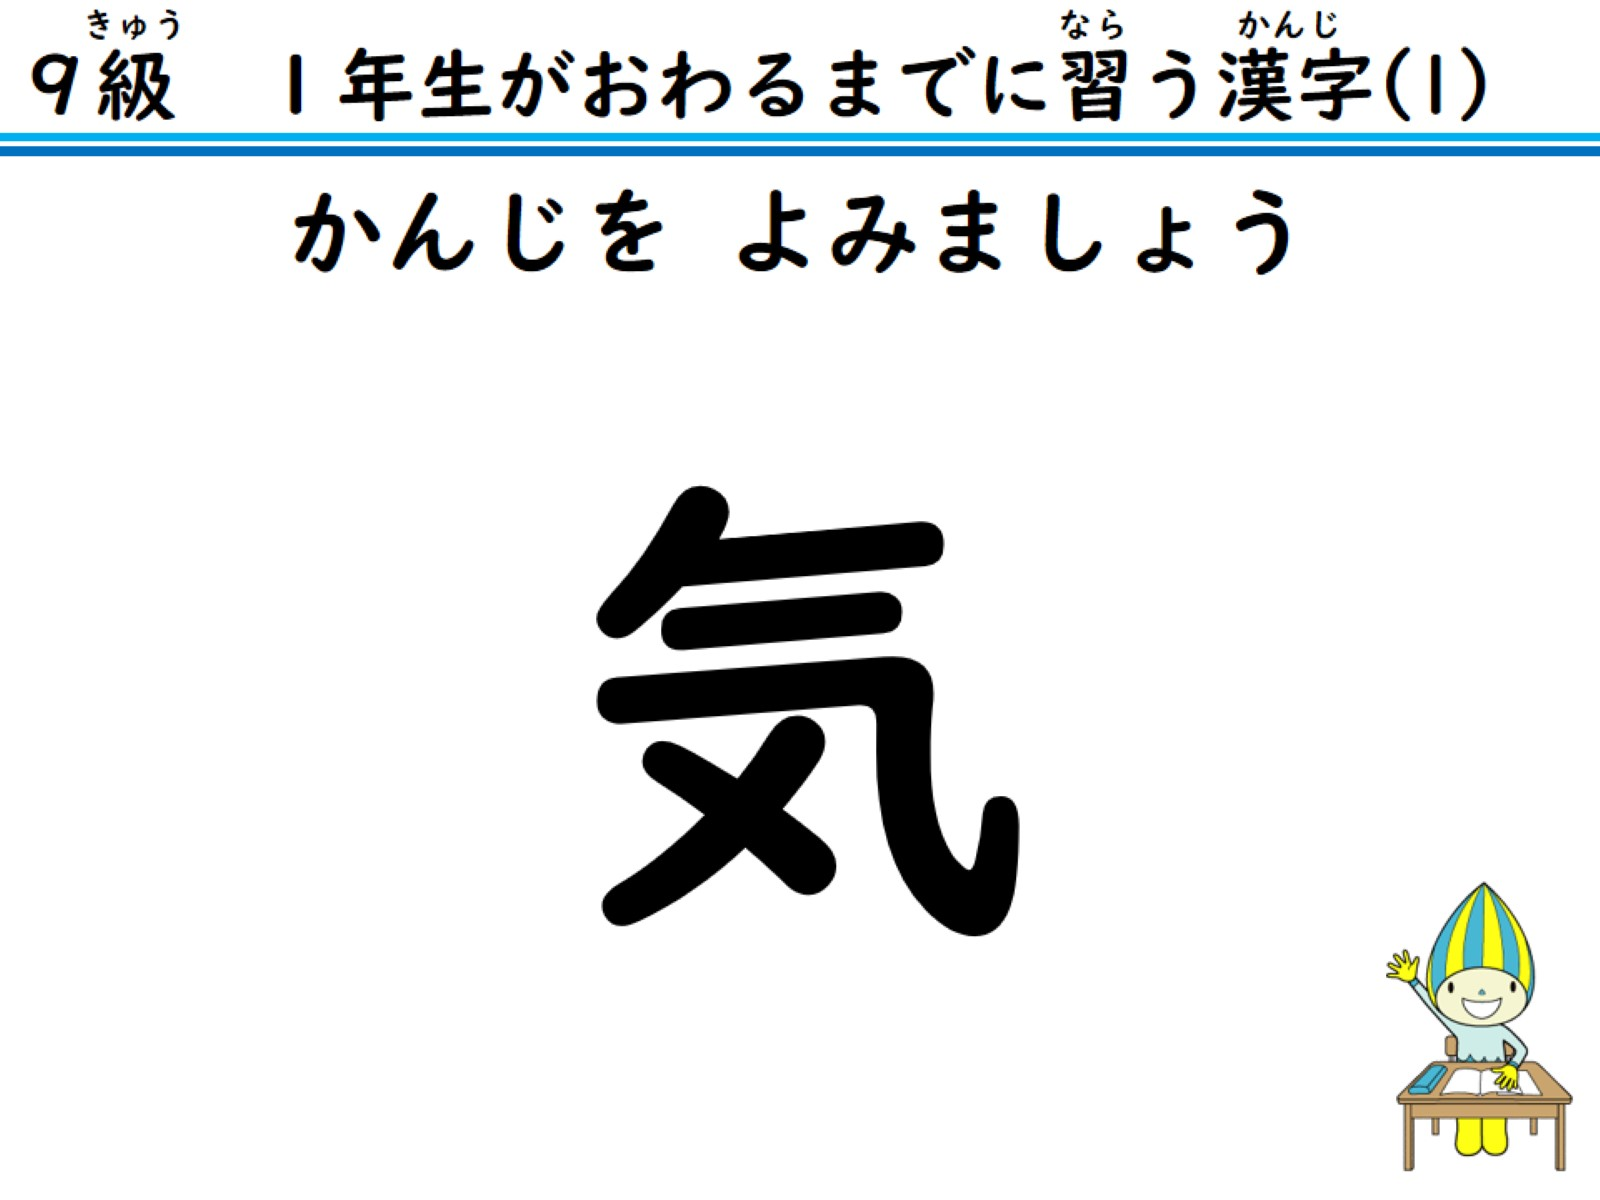 きゅう なら かんじ
9級 1年生がおわるまでに習う漢字(1)
かんじを よみましょう
気